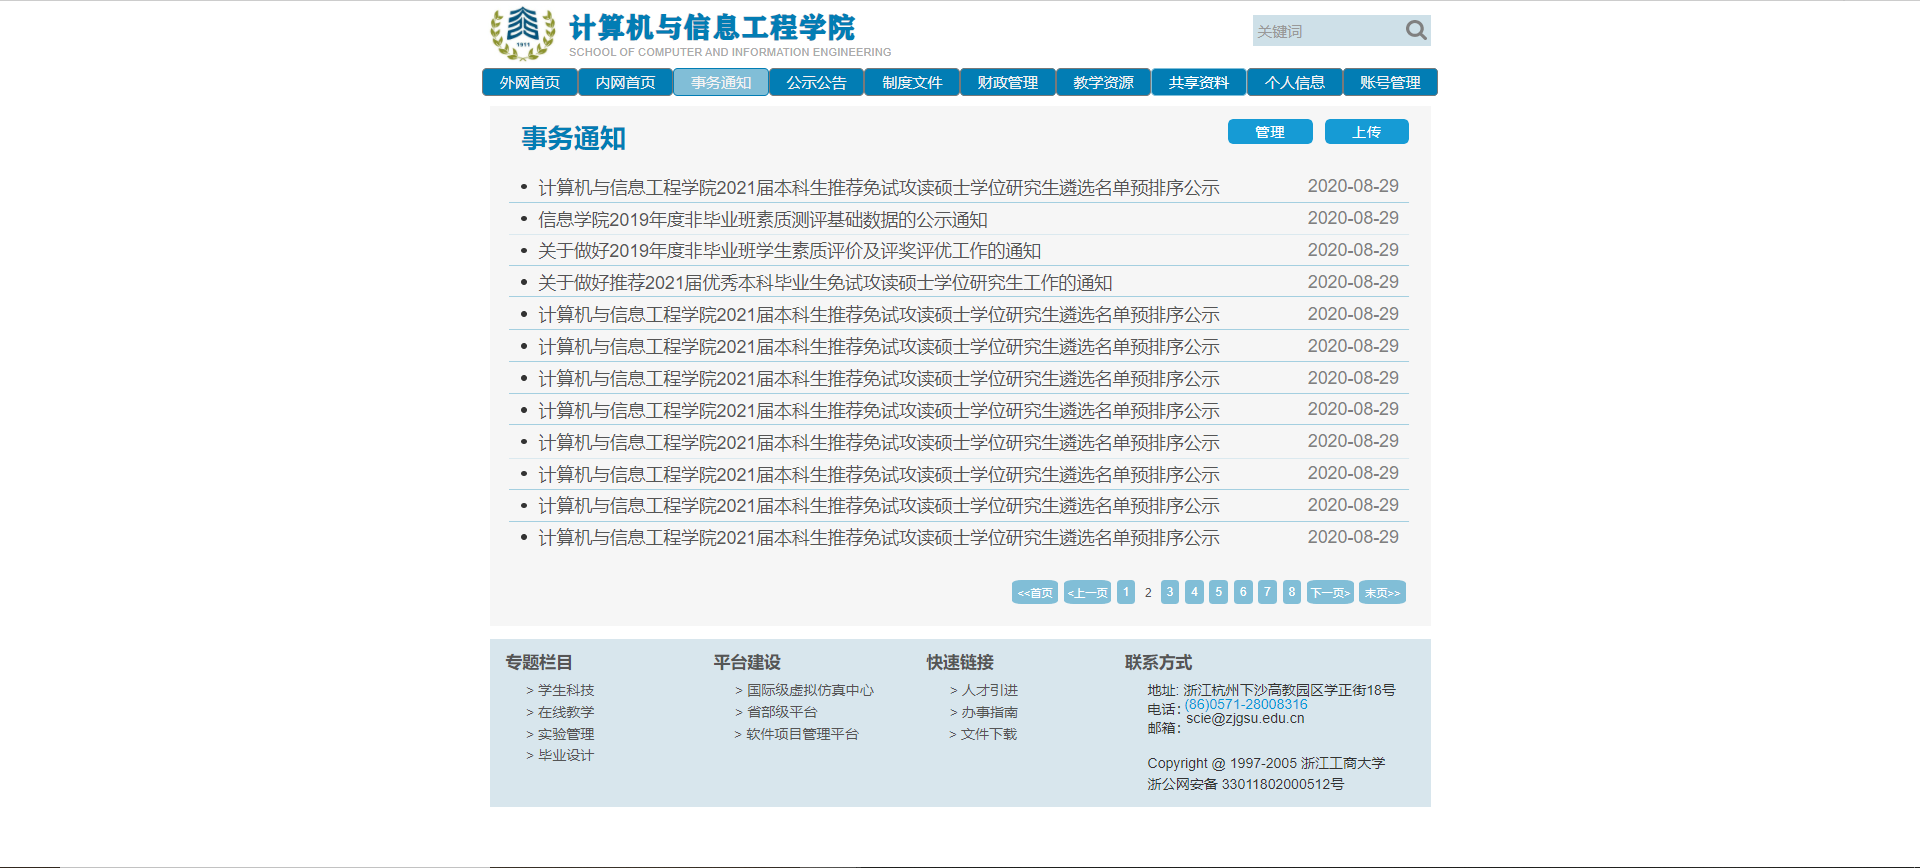 1911
计算机与信息工程学院
SCHOOL OF COMPUTER AND INFORMATION ENGINEERING
关键词
外网首页 内网首页 事务通知 公示公告 制度文件 财政管理 教学资源 共享资料 个人信息 账号管理
事务通知 管理 上传
• 计算机与信息工程学院2021届本科生推荐免试攻读硕士学位研究生遴选名单预排序公示 2020-08-29
• 信息学院2019年度非毕业班素质测评基础数据的公示通知 2020-08-29
• 关于做好2019年度非毕业班学生素质评价及评奖评优工作的通知 2020-08-29
• 关于做好推荐2021届优秀本科毕业生免试攻读硕士学位研究生工作的通知 2020-08-29
• 计算机与信息工程学院2021届本科生推荐免试攻读硕士学位研究生遴选名单预排序公示 2020-08-29
• 计算机与信息工程学院2021届本科生推荐免试攻读硕士学位研究生遴选名单预排序公示 2020-08-29
• 计算机与信息工程学院2021届本科生推荐免试攻读硕士学位研究生遴选名单预排序公示 2020-08-29
• 计算机与信息工程学院2021届本科生推荐免试攻读硕士学位研究生遴选名单预排序公示 2020-08-29
• 计算机与信息工程学院2021届本科生推荐免试攻读硕士学位研究生遴选名单预排序公示 2020-08-29
• 计算机与信息工程学院2021届本科生推荐免试攻读硕士学位研究生遴选名单预排序公示 2020-08-29
• 计算机与信息工程学院2021届本科生推荐免试攻读硕士学位研究生遴选名单预排序公示 2020-08-29
• 计算机与信息工程学院2021届本科生推荐免试攻读硕士学位研究生遴选名单预排序公示 2020-08-29
<<首页 <上一页 1 2 3 4 5 6 7 8 下一页> 末页>>
专题栏目
> 学生科技
> 在线教学
> 实验管理
> 毕业设计
平台建设
> 国际级虚拟仿真中心
> 省部级平台
> 软件项目管理平台
快速链接
> 人才引进
> 办事指南
> 文件下载
联系方式
地址: 浙江杭州下沙高教园区学正街18号
电话: (86)0571-28008316
邮箱: scie@zjgsu.edu.cn
Copyright @ 1997-2005 浙江工商大学
浙公网安备 33011802000512号